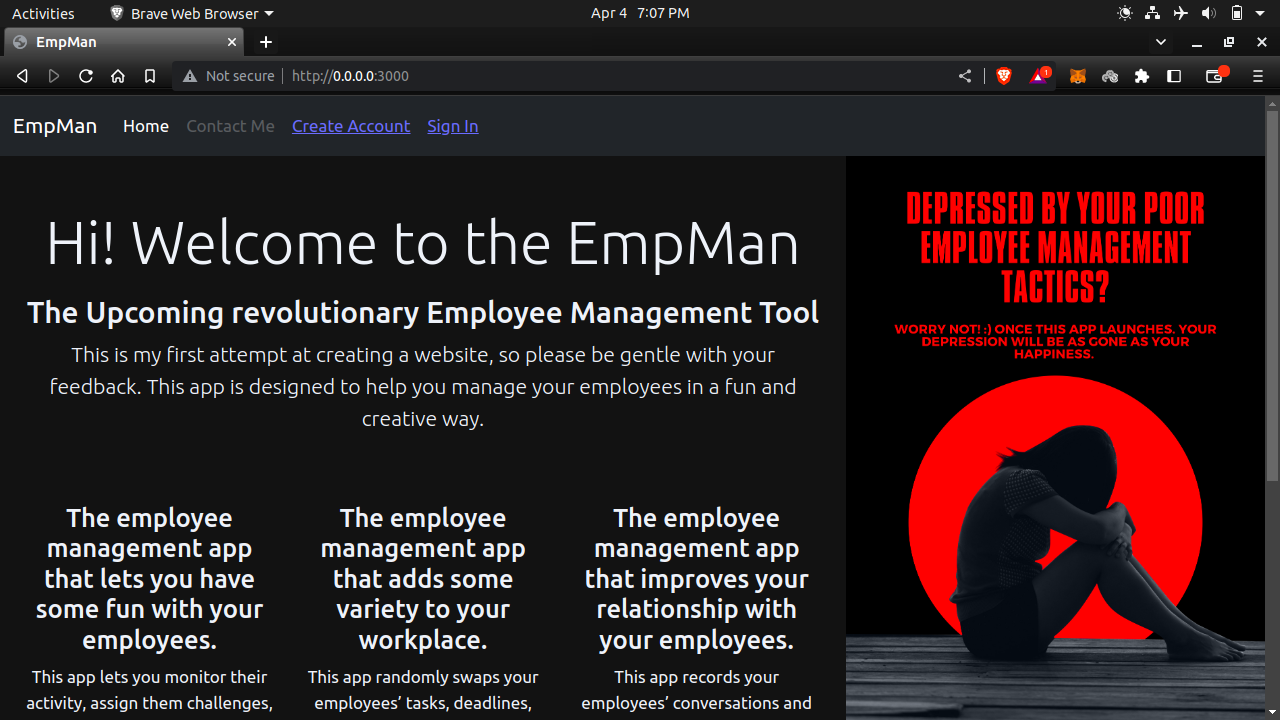 Activities
Brave Web Browser
Apr 4 7:07 PM
EmpMan
Not secure
http://0.0.0.0:3000
1
EmpMan
Home
Contact Me
Create Account
Sign In
Hi! Welcome to the EmpMan
The Upcoming revolutionary Employee Management Tool
This is my first attempt at creating a website, so please be gentle with your
feedback. This app is designed to help you manage your employees in a fun and
creative way.
The employee
management app
that lets you have
some fun with your
employees.
This app lets you monitor their
activity, assign them challenges,
The employee
management app
that adds some
variety to your
workplace.
This app randomly swaps your
employees’ tasks, deadlines,
The employee
management app
that improves your
relationship with
your employees.
This app records your
employees’ conversations and
DEPRESSED BY YOUR POOR
EMPLOYEE MANAGEMENT
TACTICS?
WORRY NOT! :) ONCE THIS APP LAUNCHES. YOUR
DEPRESSION WILL BE AS GONE AS YOUR
HAPPINESS.